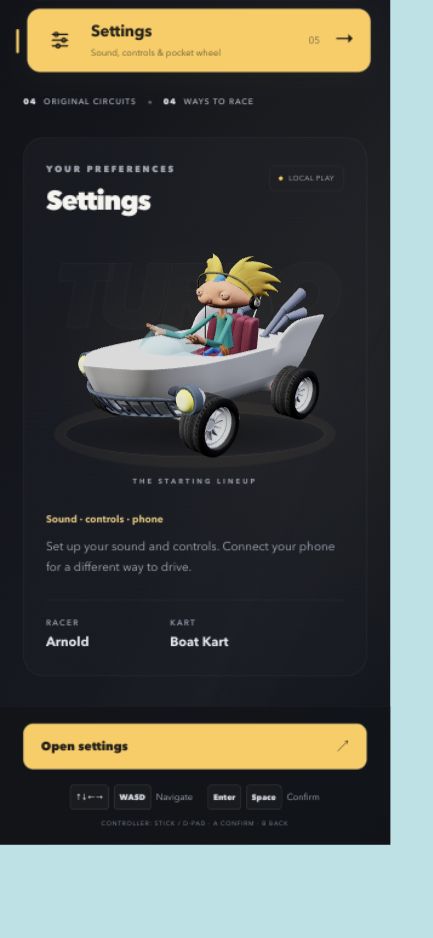 Settings
Sound, controls & pocket wheel
05 →
04 ORIGINAL CIRCUITS • 04 WAYS TO RACE
YOUR PREFERENCES
LOCAL PLAY
Settings
TURBO
THE STARTING LINEUP
Sound · controls · phone
Set up your sound and controls. Connect your phone
for a different way to drive.
RACER KART
Arnold Boat Kart
Open settings ↗
↑↓←→ WASD Navigate Enter Space Confirm
CONTROLLER: STICK / D-PAD · A CONFIRM · B BACK